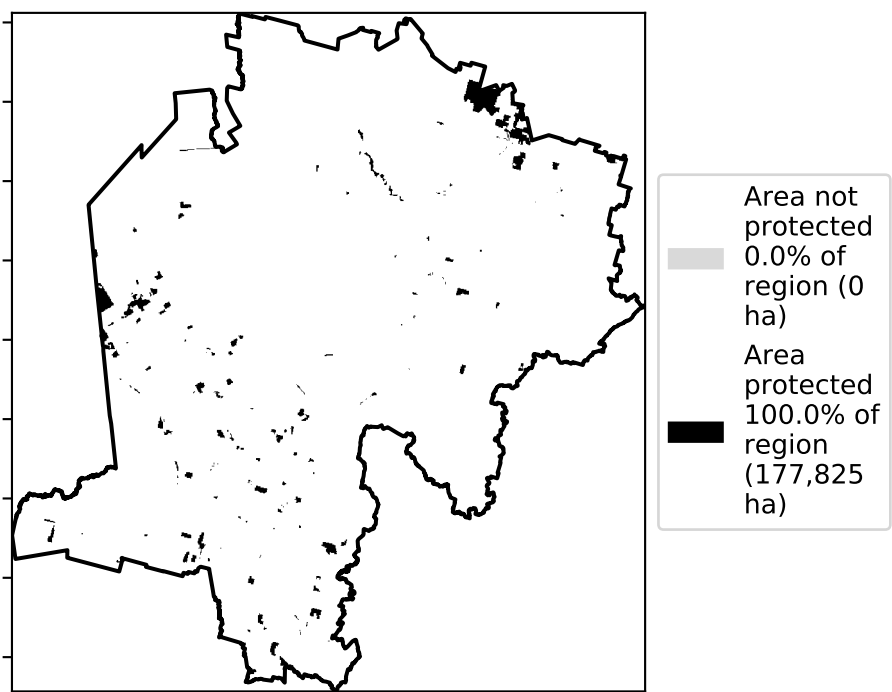 Area not
protected
0.0% of
region (0
ha)
Area
protected
100.0% of
region
(177,825
ha)